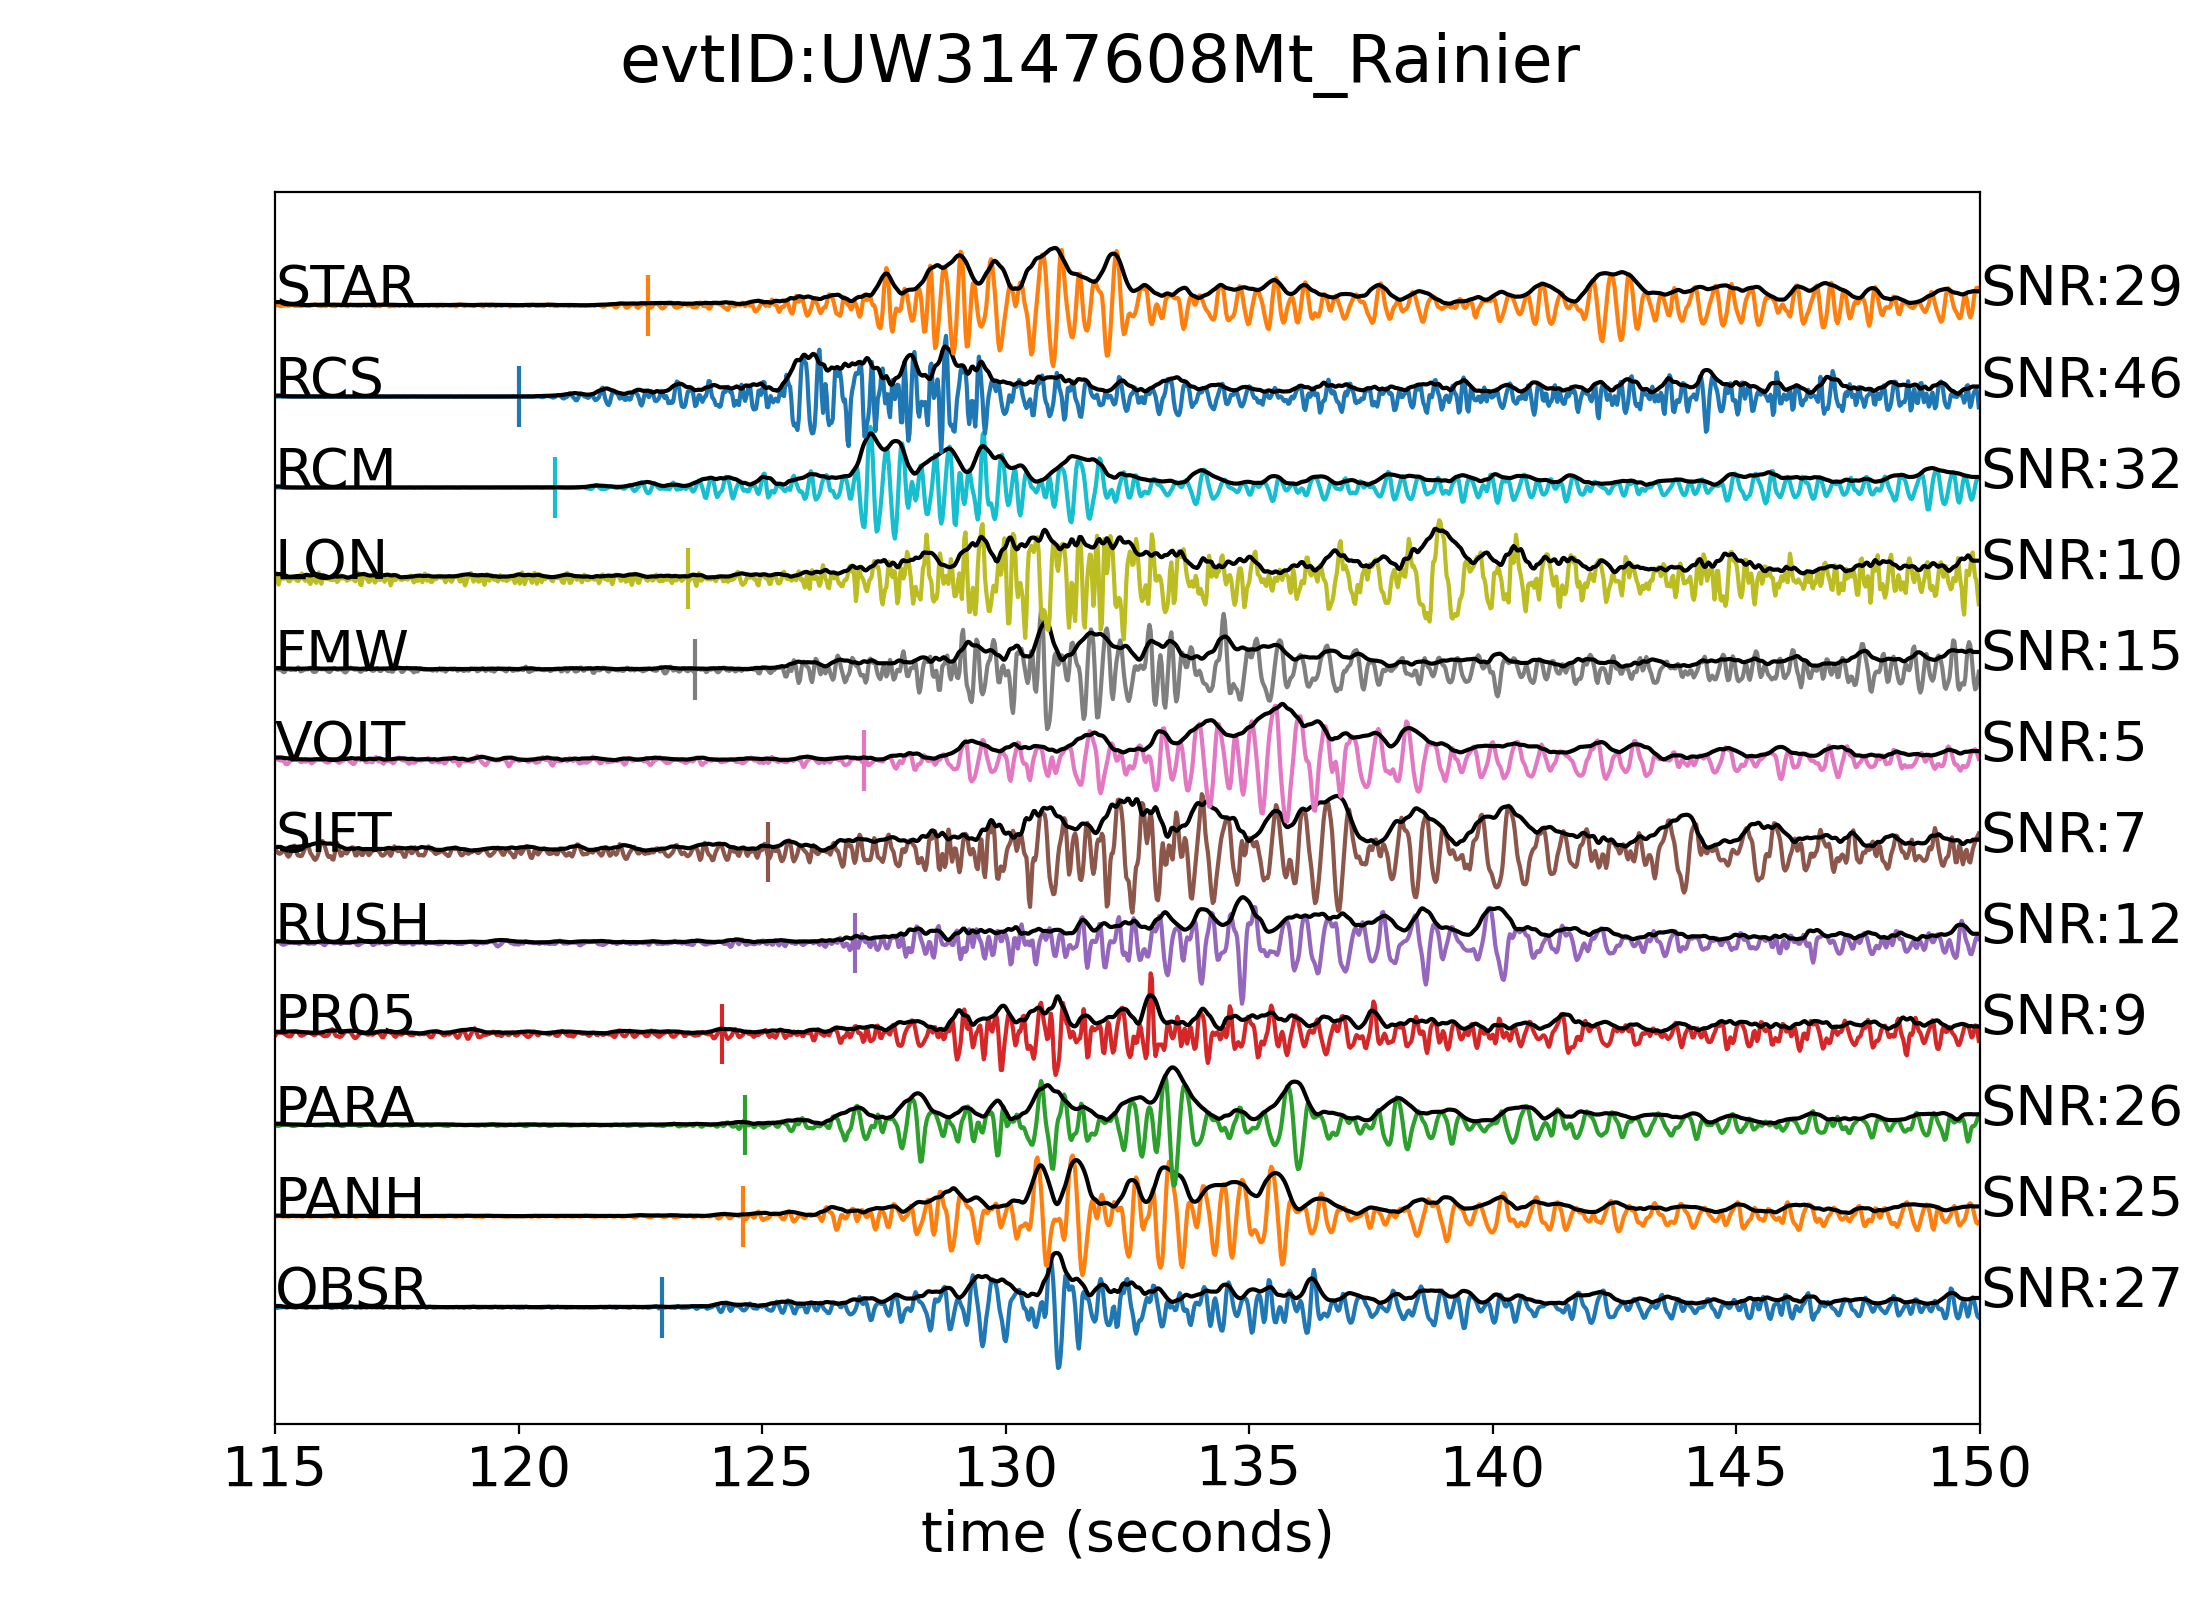 evtID:UW3147608Mt_Rainier
STAR SNR:29
RCS SNR:46
RCM SNR:32
LON SNR:10
FMW SNR:15
VOIT SNR:5
SIFT SNR:7
RUSH SNR:12
PR05 SNR:9
PARA SNR:26
PANH SNR:25
OBSR SNR:27
115 120 125 130 135 140 145 150
time (seconds)